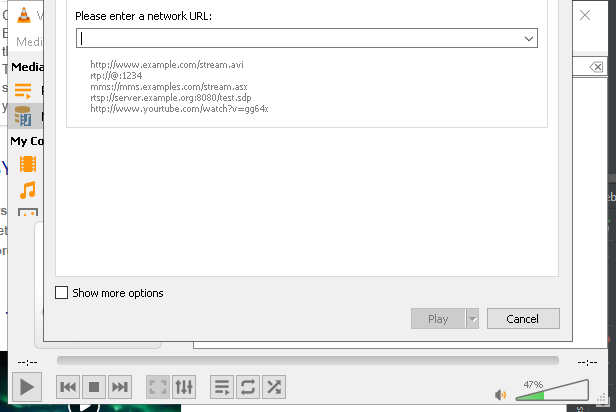 Please enter a network URL:
http://www.example.com/stream.avi
rtp://@:1234
mms://mms.examples.com/stream.asx
rtsp://server.example.org:8080/test.sdp
http://www.yourtube.com/watch?v=gg64x
Media
My Co
Show more options
Play
Cancel
--:--
--:--
47%